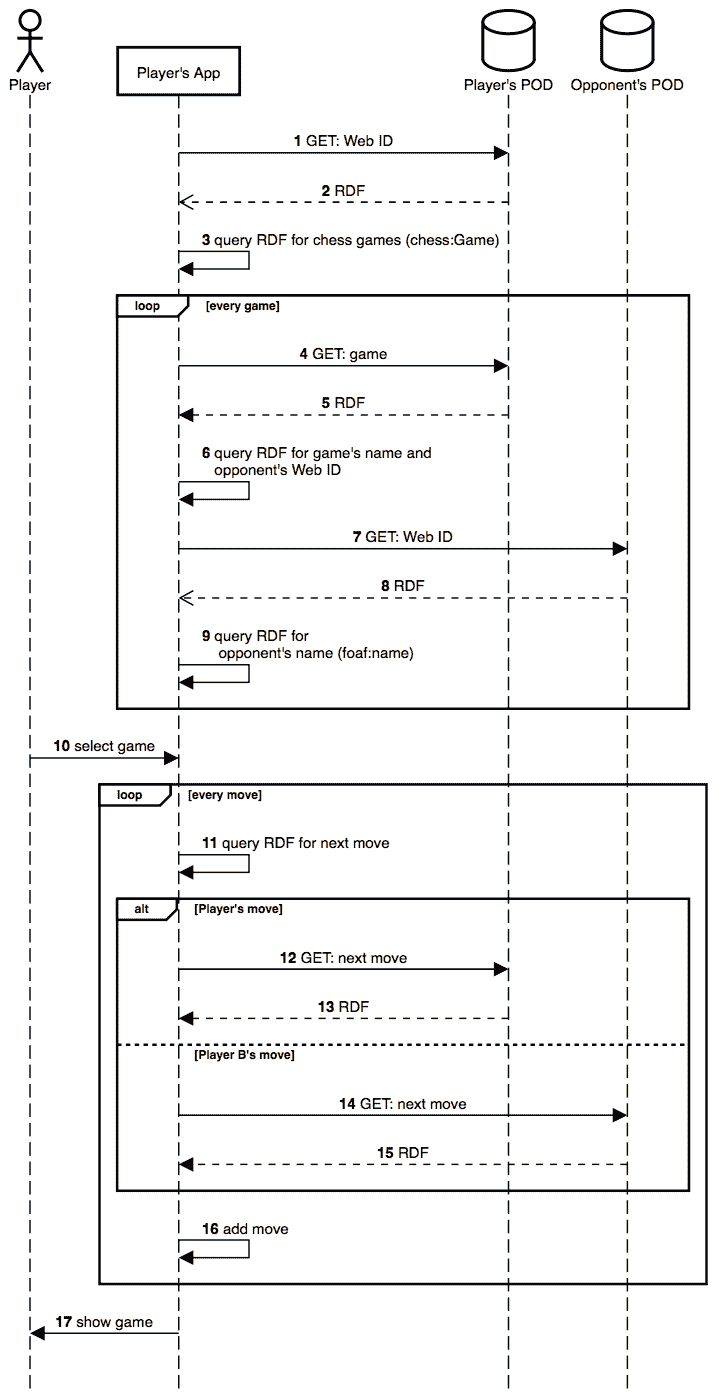 Player
Player's App
Player's POD
Opponent's POD
1 GET: Web ID
2 RDF
3 query RDF for chess games (chess:Game)
loop
[every game]
4 GET: game
5 RDF
6 query RDF for game's name and
opponent's Web ID
7 GET: Web ID
8 RDF
9 query RDF for
opponent's name (foaf:name)
10 select game
loop
[every move]
11 query RDF for next move
alt
[Player's move]
12 GET: next move
13 RDF
[Player B's move]
14 GET: next move
15 RDF
16 add move
17 show game